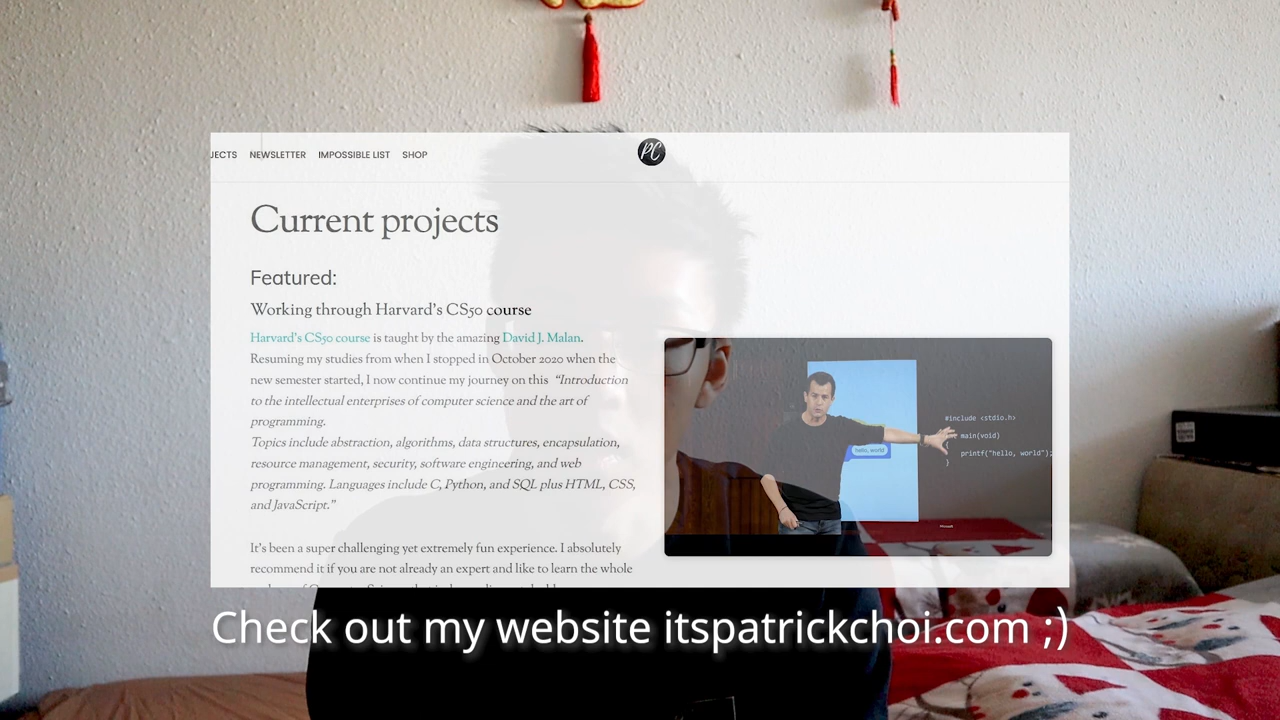 JECTS NEWSLETTER IMPOSSIBLE LIST SHOP
PC
Current projects
Featured:
Working through Harvard's CS50 course
Harvard's CS50 course is taught by the amazing David J. Malan.
Resuming my studies from when I stopped in October 2020 when the
new semester started, I now continue my journey on this “Introduction
to the intellectual enterprises of computer science and the art of
programming.
Topics include abstraction, algorithms, data structures, encapsulation,
resource management, security, software engineering, and web
programming. Languages include C, Python, and SQL plus HTML, CSS,
and JavaScript.”
It's been a super challenging yet extremely fun experience. I absolutely
recommend it if you are not already an expert and like to learn the whole
hello, world
#include <stdio.h>
int main(void)
{
printf("hello, world");
}
Check out my website itspatrickchoi.com ;)